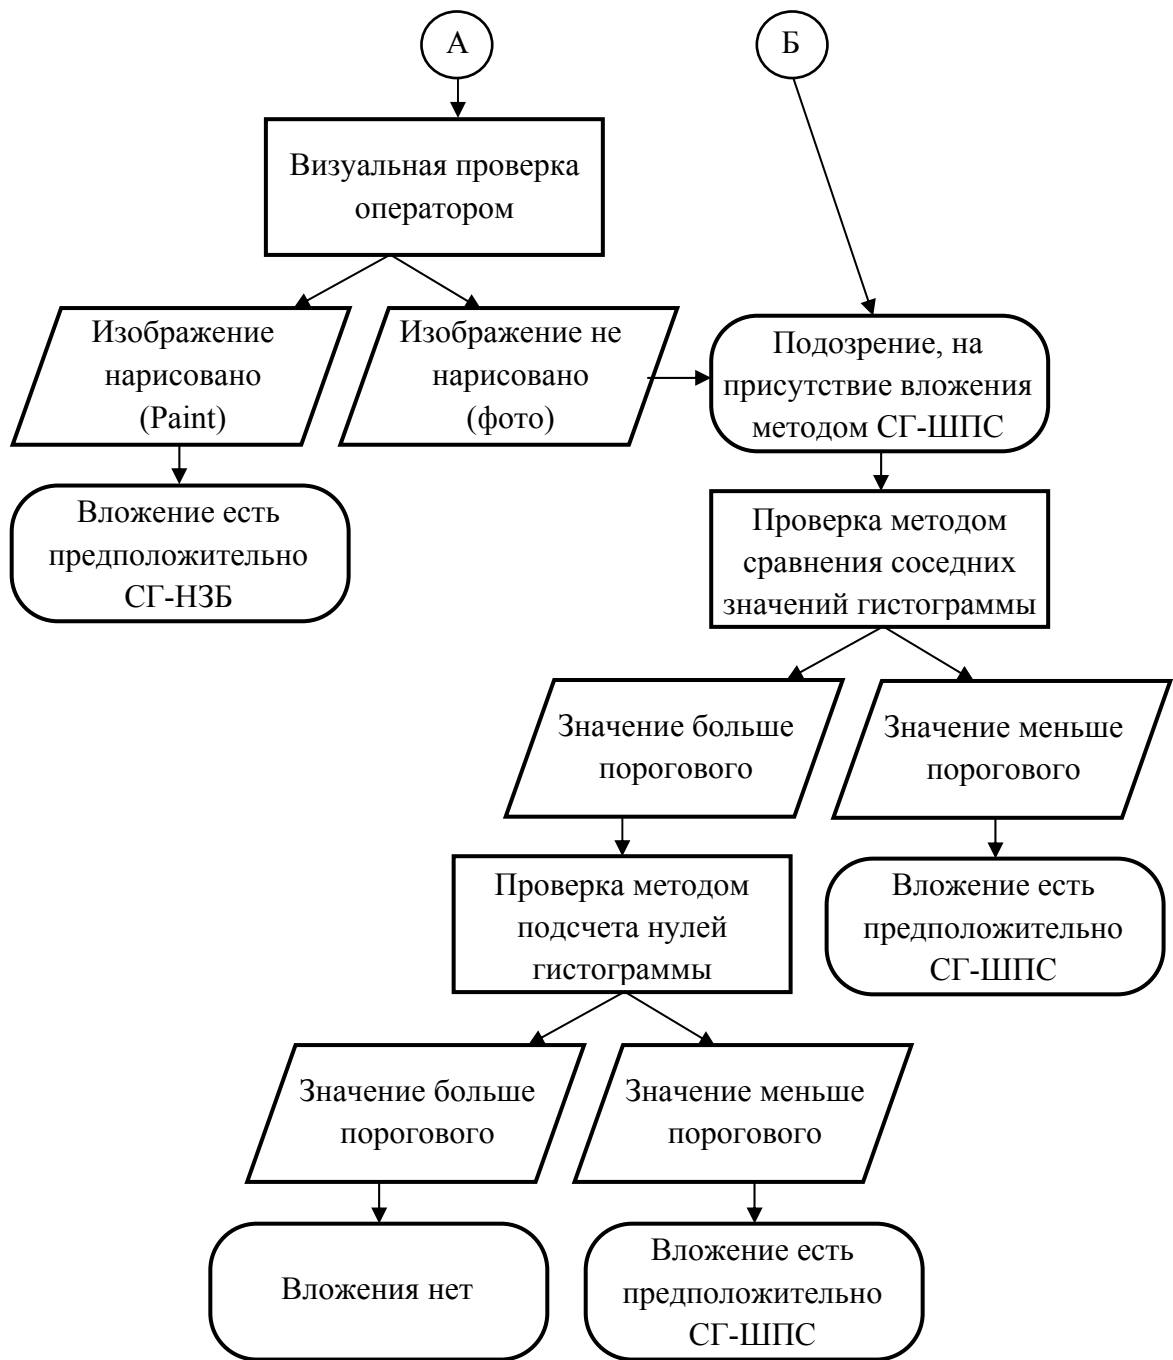 А
Б
Визуальная проверка
оператором
Изображение
нарисовано
(Paint)
Изображение не
нарисовано
(фото)
Подозрение, на
присутствие вложения
методом СГ-ШПС
Вложение есть
предположительно
СГ-НЗБ
Проверка методом
сравнения соседних
значений гистограммы
Значение больше
порогового
Значение меньше
порогового
Проверка методом
подсчета нулей
гистограммы
Вложение есть
предположительно
СГ-ШПС
Значение больше
порогового
Значение меньше
порогового
Вложения нет
Вложение есть
предположительно
СГ-ШПС